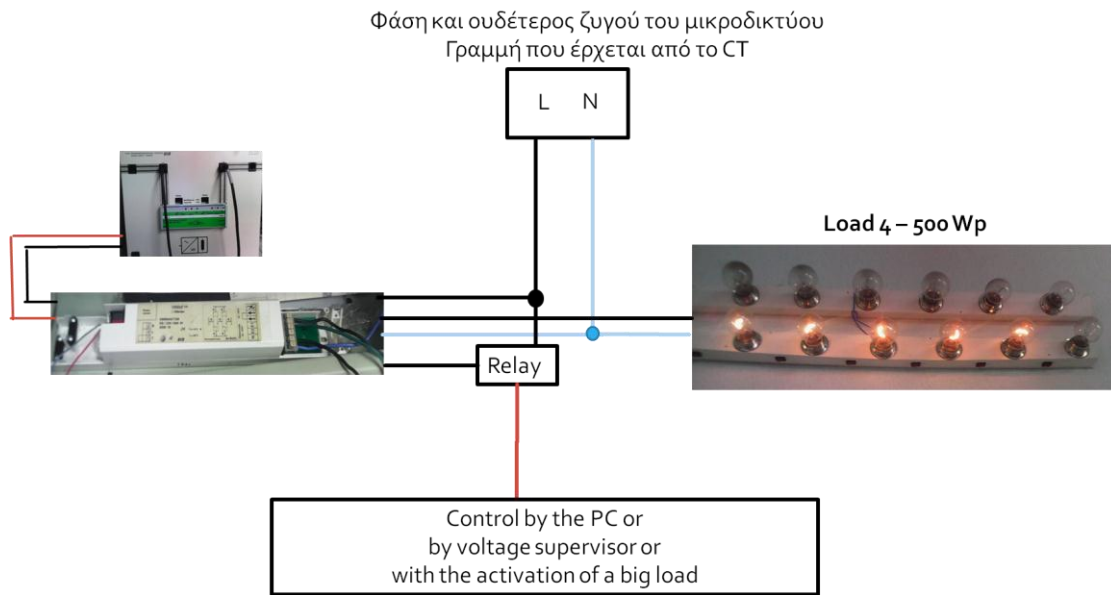 Φάση και ουδέτερος ζυγού του μικροδικτύου
Γραμμή που έρχεται από το CT
L N
Load 4 – 500 Wp
Relay
Control by the PC or
by voltage supervisor or
with the activation of a big load